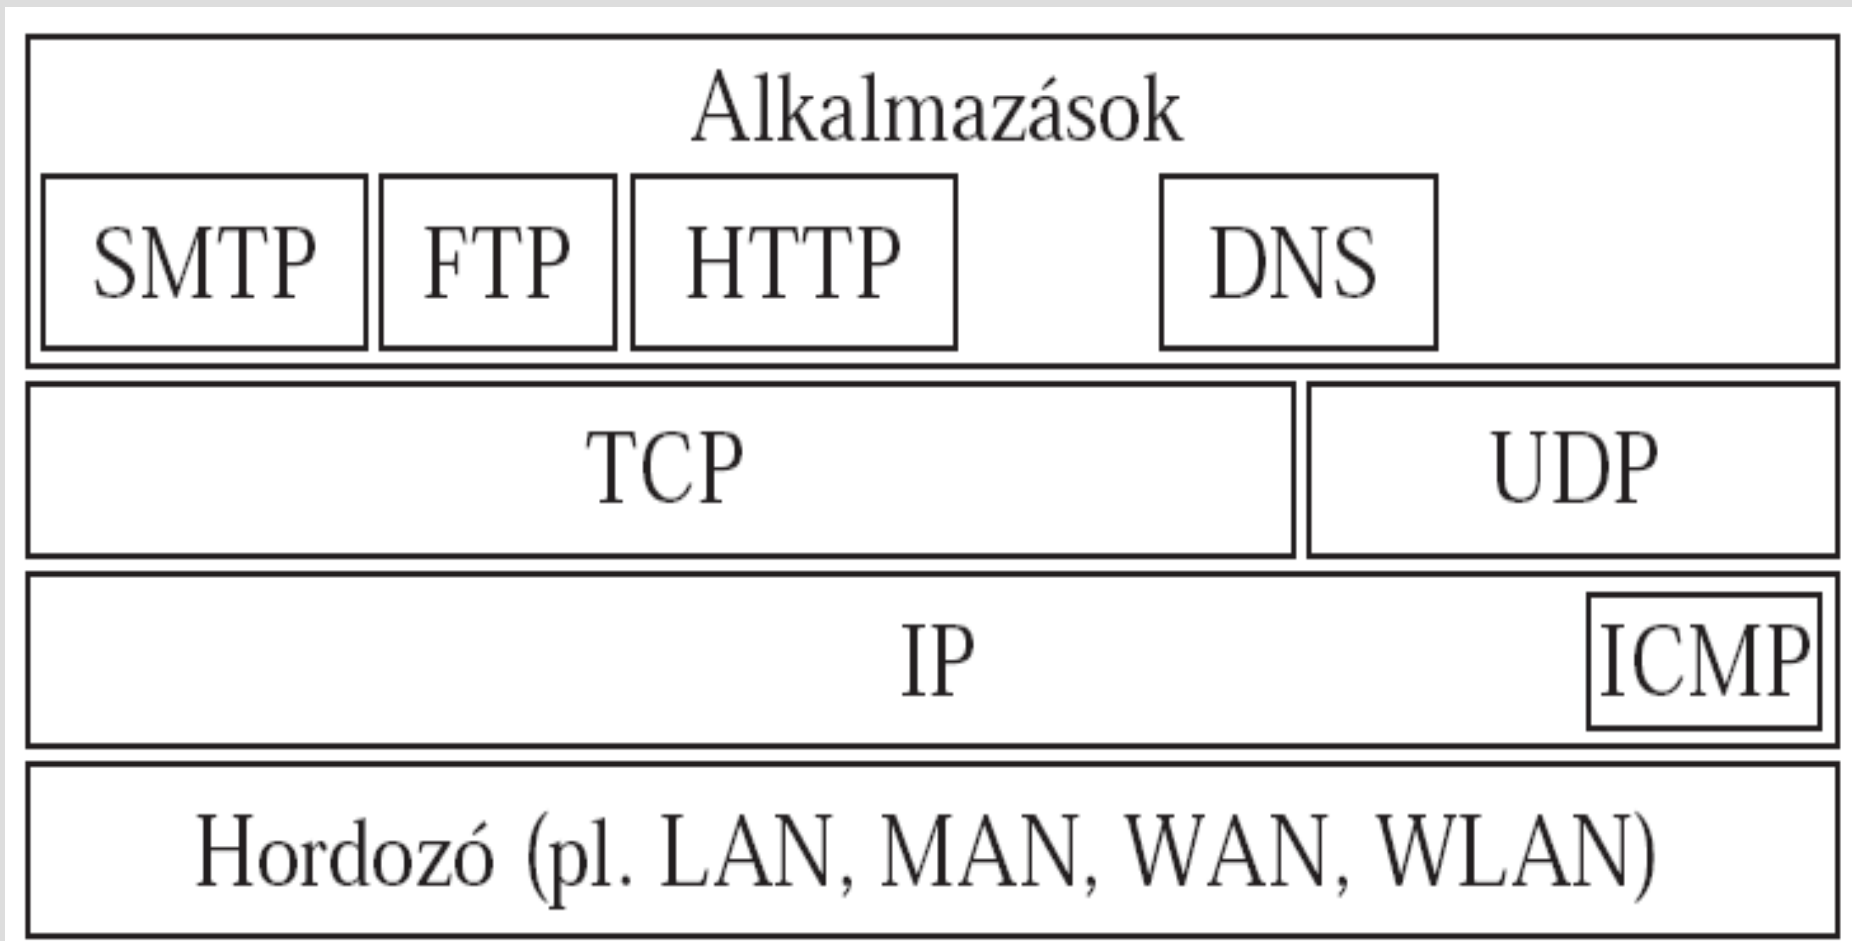 Alkalmazások
SMTP FTP HTTP DNS
TCP UDP
IP ICMP
Hordozó (pl. LAN, MAN, WAN, WLAN)